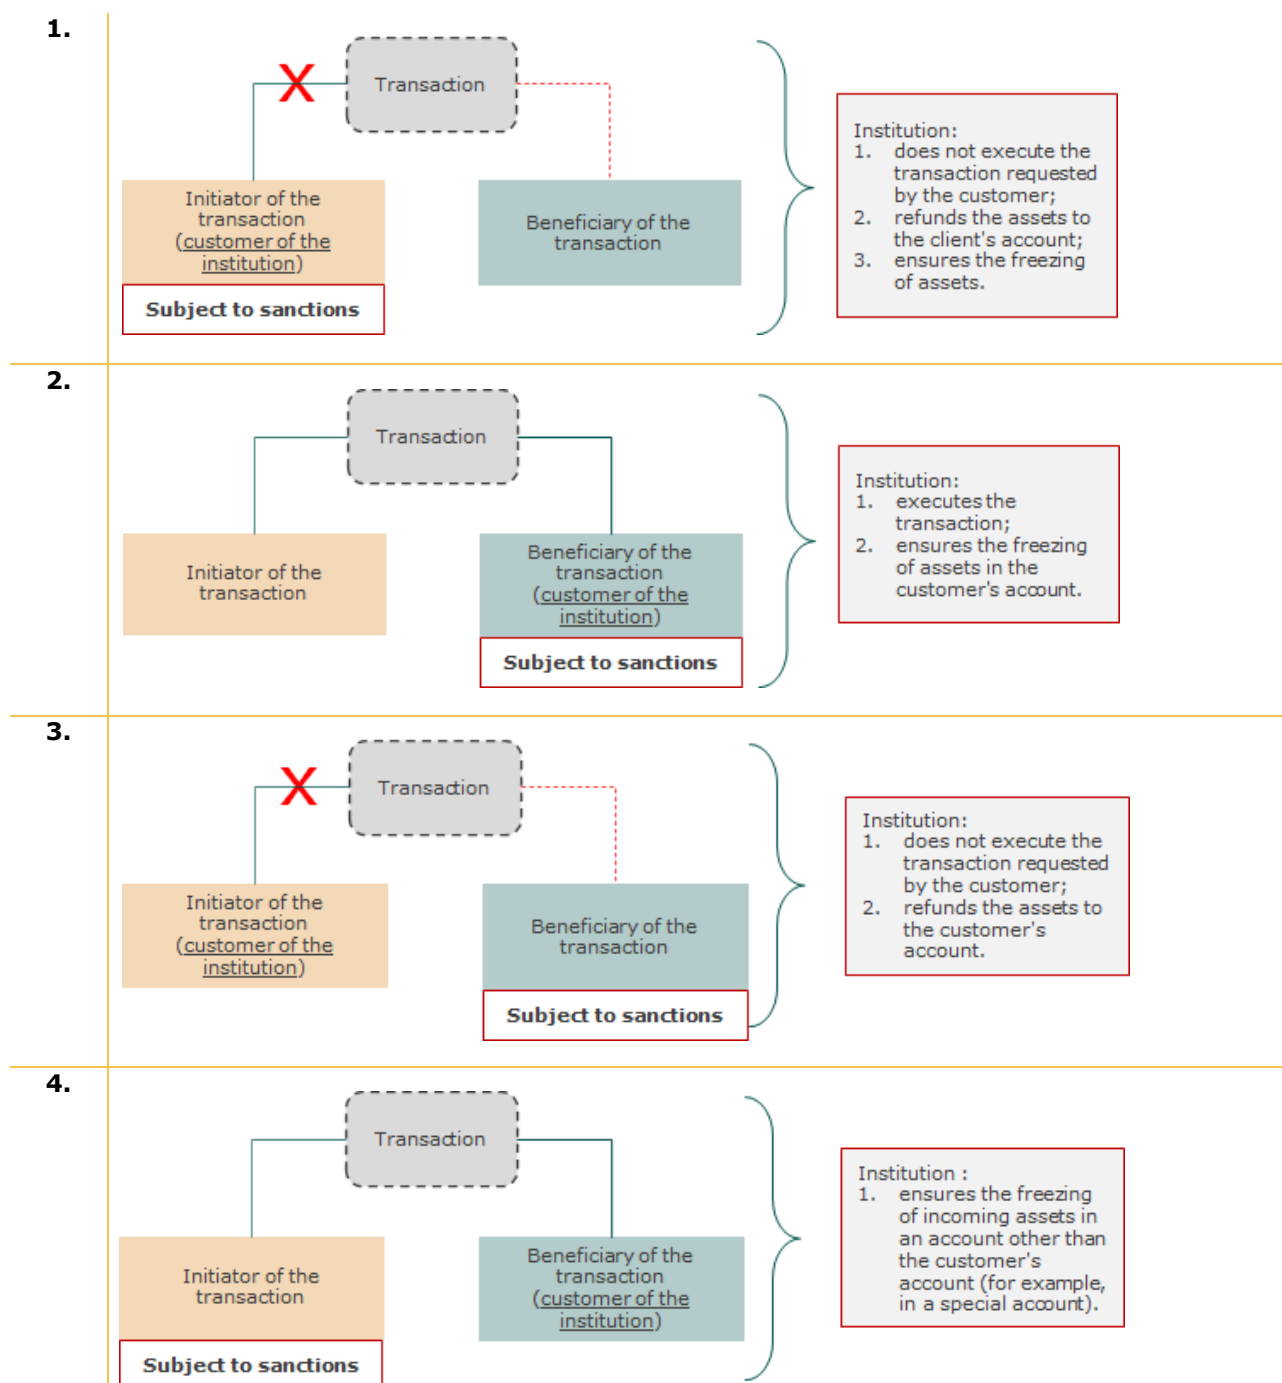 1.
Transaction
Initiator of the
transaction
(customer of the
institution)
Subject to sanctions
Beneficiary of the
transaction
Institution:
1. does not execute the
transaction requested
by the customer;
2. refunds the assets to
the client's account;
3. ensures the freezing
of assets.
2.
Transaction
Initiator of the
transaction
Beneficiary of the
transaction
(customer of the
institution)
Subject to sanctions
Institution:
1. executes the
transaction;
2. ensures the freezing
of assets in the
customer's account.
3.
Transaction
Initiator of the
transaction
(customer of the
institution)
Beneficiary of the
transaction
Subject to sanctions
Institution:
1. does not execute the
transaction requested
by the customer;
2. refunds the assets to
the customer's
account.
4.
Transaction
Initiator of the
transaction
Subject to sanctions
Beneficiary of the
transaction
(customer of the
institution)
Institution :
1. ensures the freezing
of incoming assets in
an account other than
the customer's
account (for example,
in a special account).